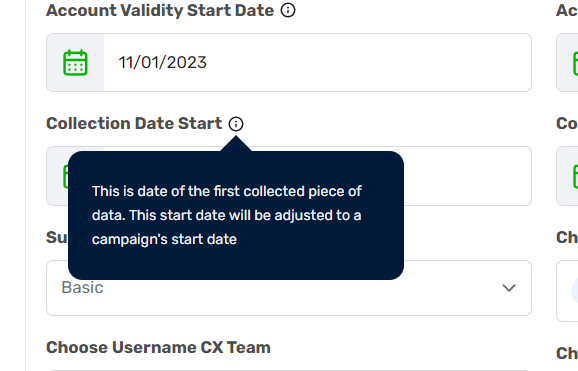 Account Validity Start Date
Ac
11/01/2023
Collection Date Start
Co
This is date of the first collected piece of
data. This start date will be adjusted to a
campaign's start date
Su
Ch
Basic
Choose Username CX Team
Ch